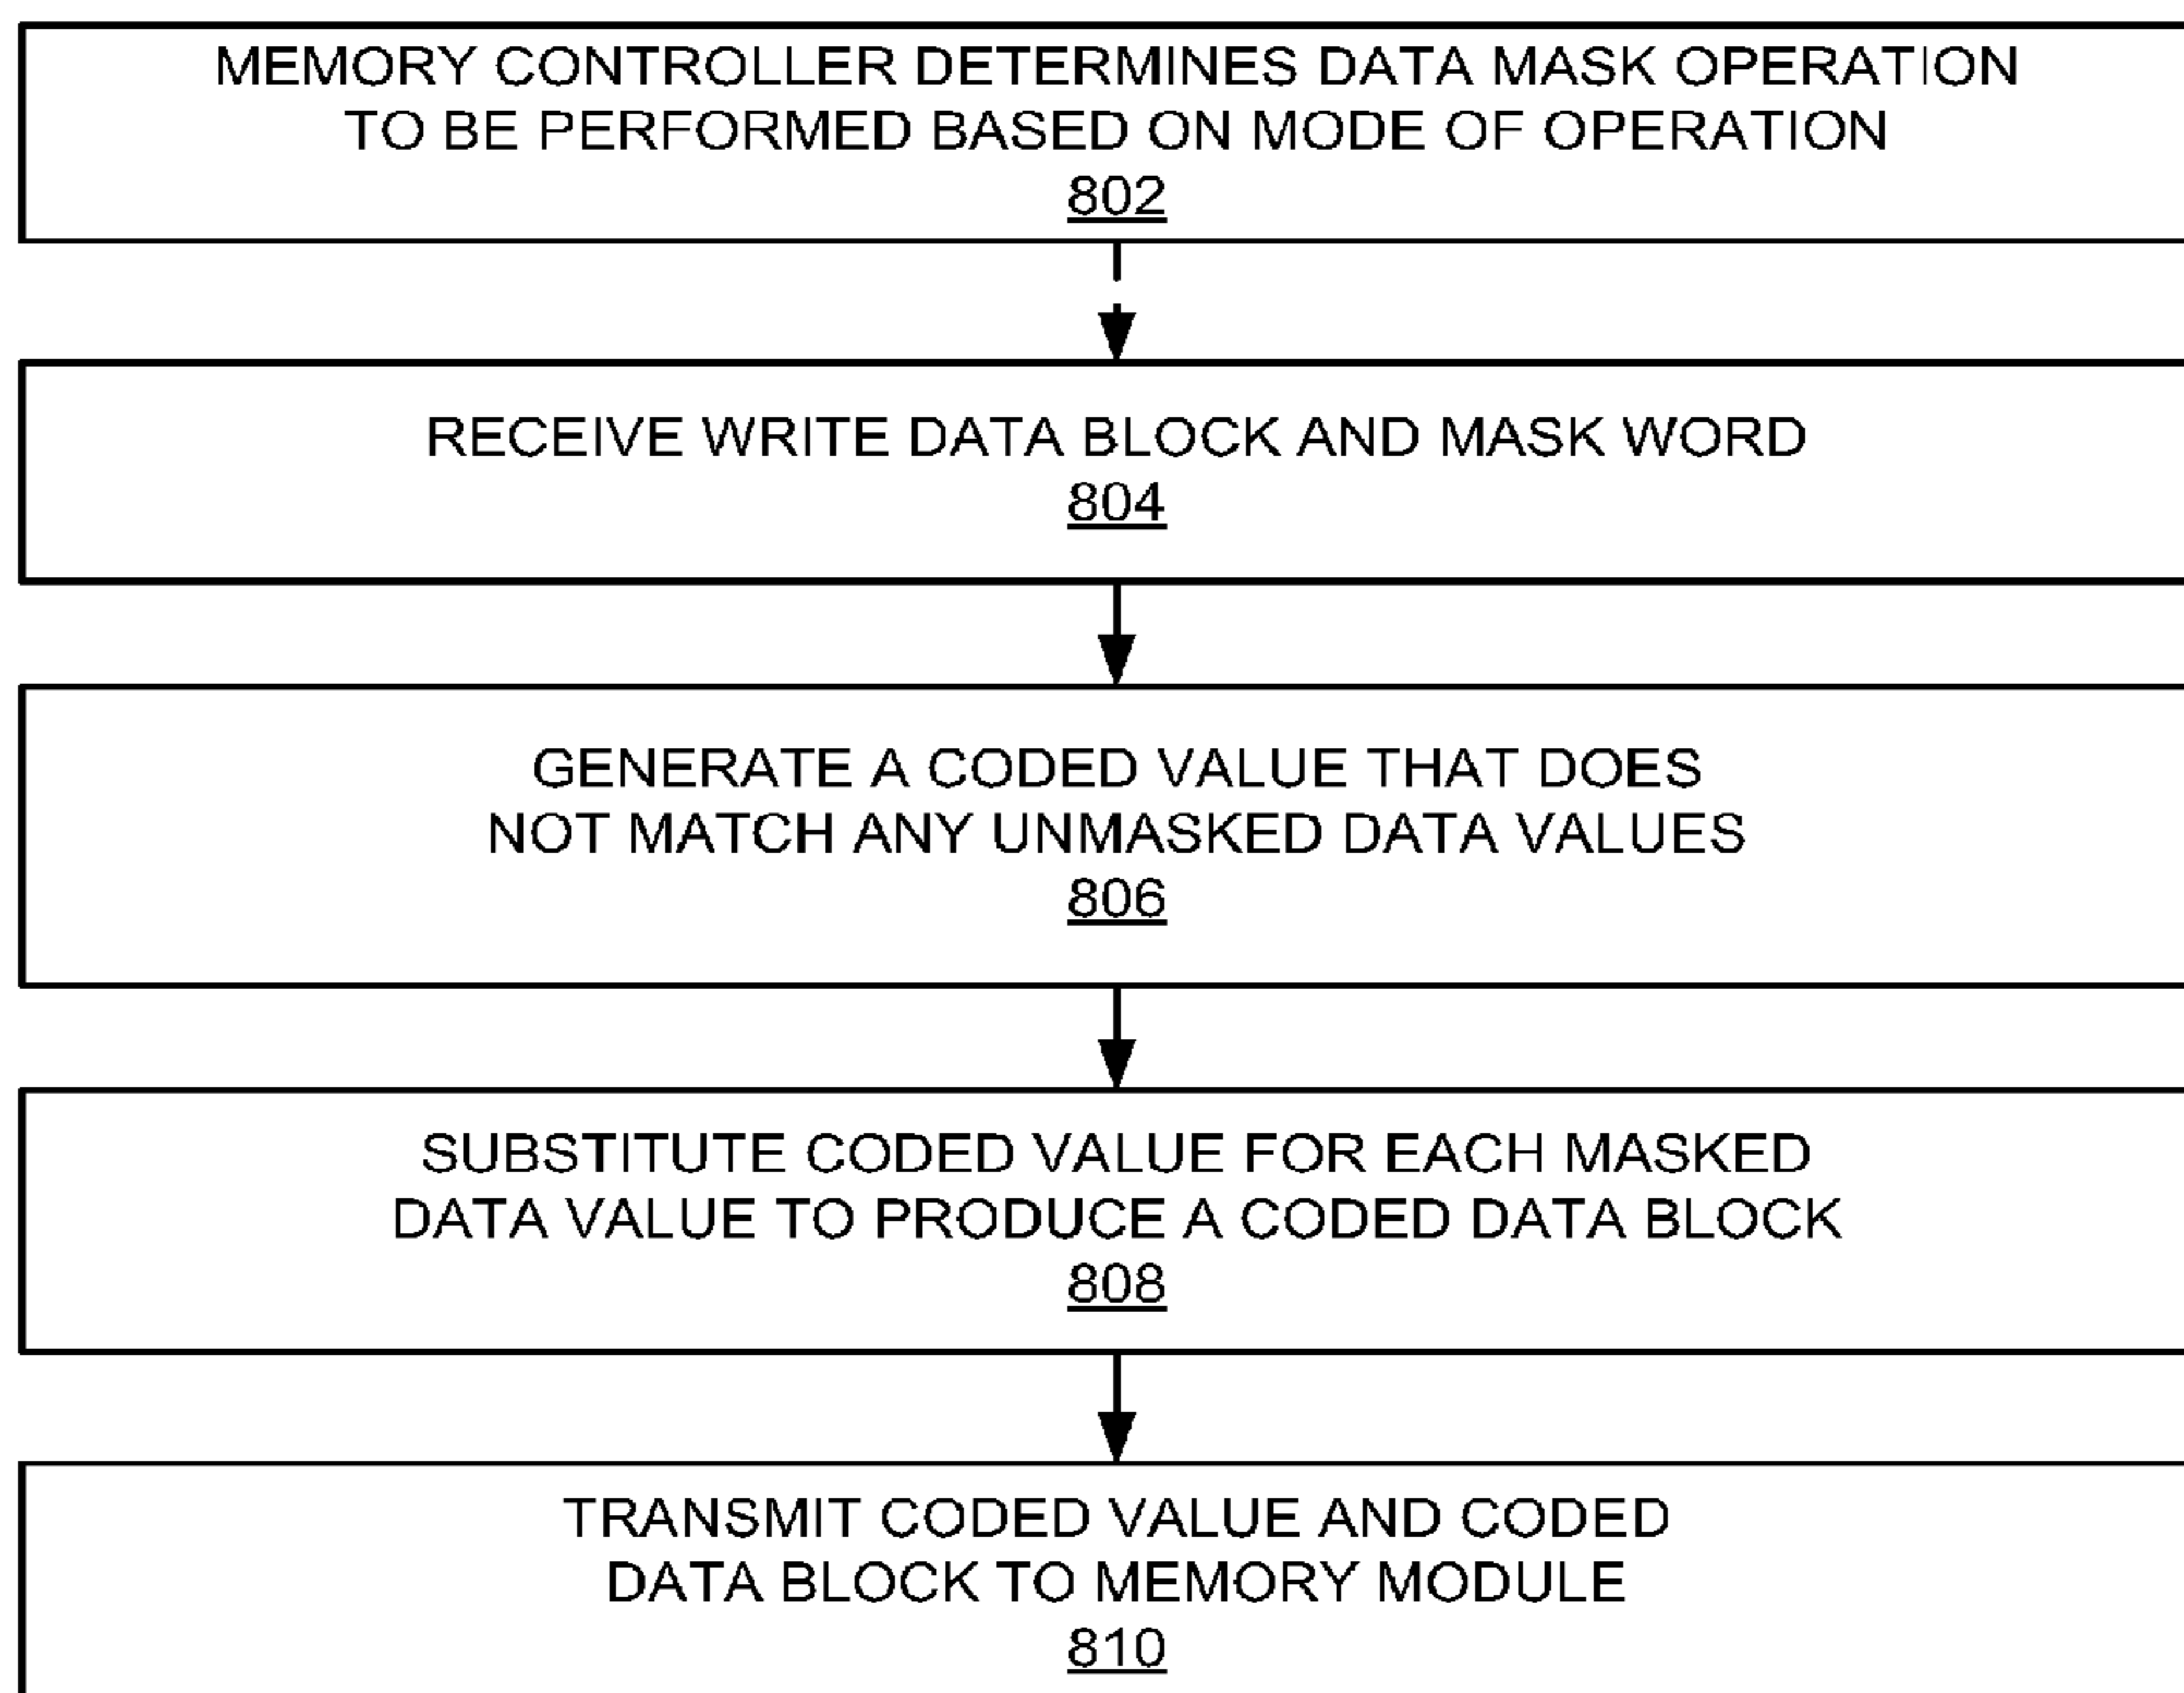 MEMORY CONTROLLER DETERMINES DATA MASK OPERATION
TO BE PERFORMED BASED ON MODE OF OPERATION
802
RECEIVE WRITE DATA BLOCK AND MASK WORD
804
GENERATE A CODED VALUE THAT DOES
NOT MATCH ANY UNMASKED DATA VALUES
806
SUBSTITUTE CODED VALUE FOR EACH MASKED
DATA VALUE TO PRODUCE A CODED DATA BLOCK
808
TRANSMIT CODED VALUE AND CODED
DATA BLOCK TO MEMORY MODULE
810